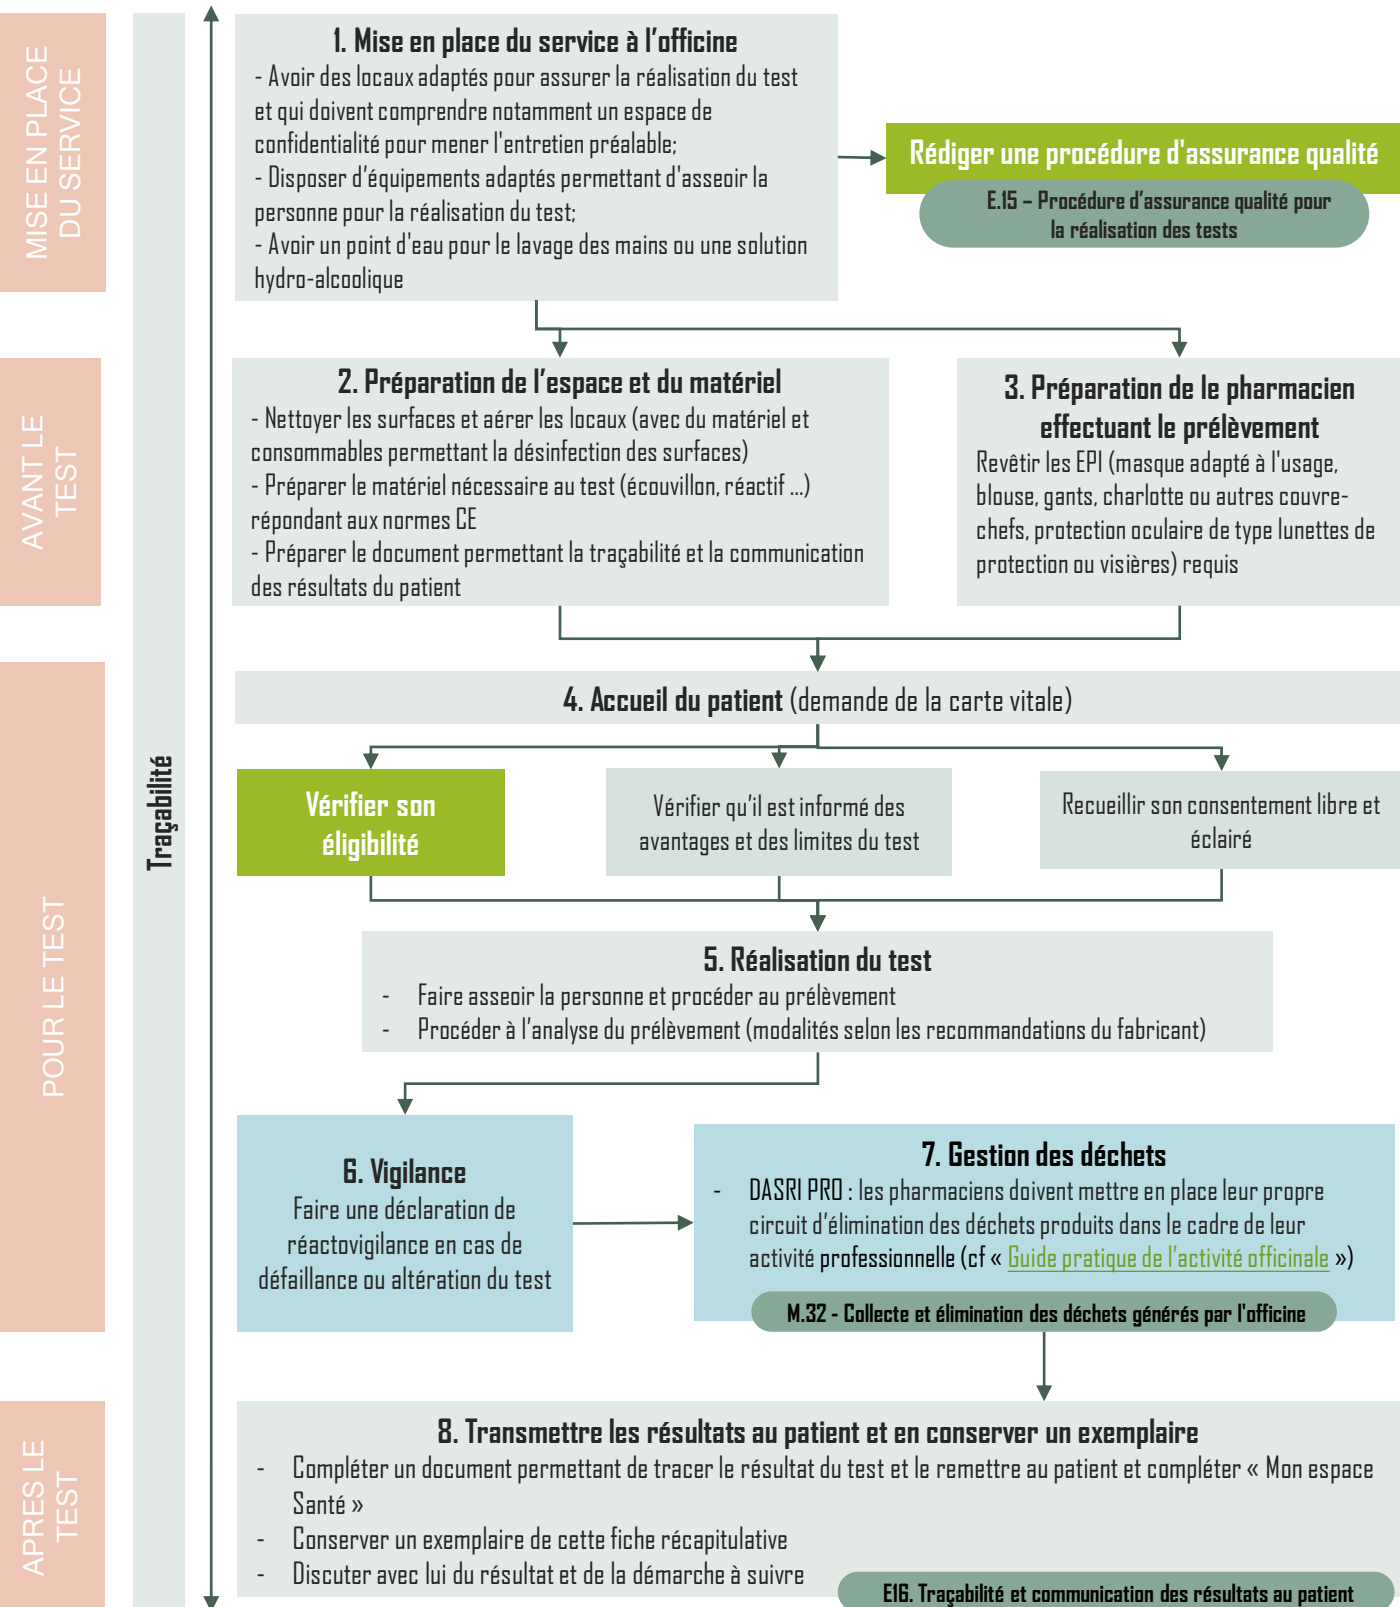 MISE EN PLACE
DU SERVICE
Traçabilité
1. Mise en place du service à l’officine
- Avoir des locaux adaptés pour assurer la réalisation du test
et qui doivent comprendre notamment un espace de
confidentialité pour mener l'entretien préalable;
- Disposer d’équipements adaptés permettant d'asseoir la
personne pour la réalisation du test;
- Avoir un point d'eau pour le lavage des mains ou une solution
hydro-alcoolique
Rédiger une procédure d'assurance qualité
E.15 – Procédure d’assurance qualité pour
la réalisation des tests
AVANT LE
TEST
2. Préparation de l’espace et du matériel
- Nettoyer les surfaces et aérer les locaux (avec du matériel et
consommables permettant la désinfection des surfaces)
- Préparer le matériel nécessaire au test (écouvillon, réactif ...)
répondant aux normes CE
- Préparer le document permettant la traçabilité et la communication
des résultats du patient
3. Préparation de le pharmacien
effectuant le prélèvement
Revêtir les EPI (masque adapté à l'usage,
blouse, gants, charlotte ou autres couvre-
chefs, protection oculaire de type lunettes de
protection ou visières) requis
POUR LE TEST
4. Accueil du patient (demande de la carte vitale)
Vérifier son
éligibilité
Vérifier qu’il est informé des
avantages et des limites du test
Recueillir son consentement libre et
éclairé
5. Réalisation du test
- Faire asseoir la personne et procéder au prélèvement
- Procéder à l’analyse du prélèvement (modalités selon les recommandations du fabricant)
6. Vigilance
Faire une déclaration de
réactovigilance en cas de
défaillance ou altération du test
7. Gestion des déchets
- DASRI PRO : les pharmaciens doivent mettre en place leur propre
circuit d’élimination des déchets produits dans le cadre de leur
activité professionnelle (cf « Guide pratique de l’activité officinale »)
M.32 - Collecte et élimination des déchets générés par l'officine
APRES LE
TEST
8. Transmettre les résultats au patient et en conserver un exemplaire
- Compléter un document permettant de tracer le résultat du test et le remettre au patient et compléter « Mon espace
Santé »
- Conserver un exemplaire de cette fiche récapitulative
- Discuter avec lui du résultat et de la démarche à suivre
E16. Traçabilité et communication des résultats au patient